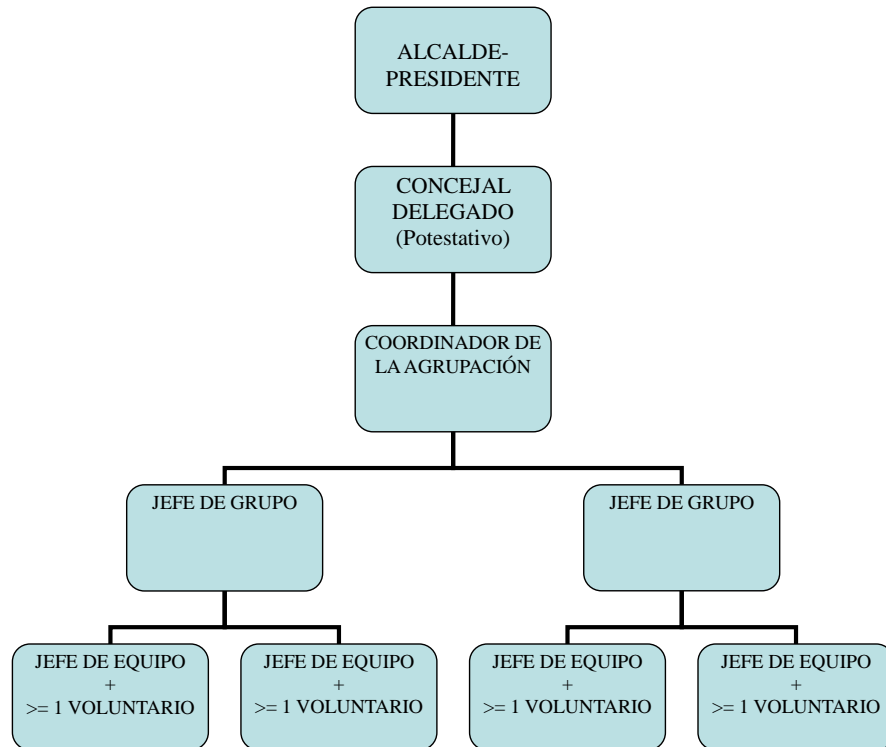 ALCALDE-
PRESIDENTE
CONCEJAL
DELEGADO
(Potestativo)
COORDINADOR DE
LA AGRUPACIÓN
JEFE DE GRUPO
JEFE DE GRUPO
JEFE DE EQUIPO
+
>= 1 VOLUNTARIO
JEFE DE EQUIPO
+
>= 1 VOLUNTARIO
JEFE DE EQUIPO
+
>= 1 VOLUNTARIO
JEFE DE EQUIPO
+
>= 1 VOLUNTARIO